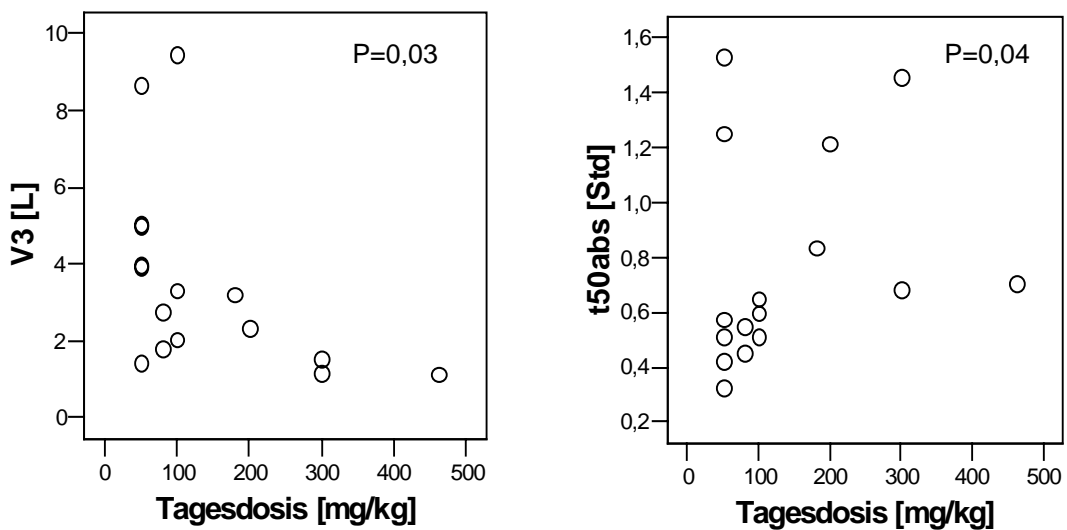 P=0,03
10
8
6
4
2
0
V3 [L]
0 100 200 300 400 500
Tagesdosis [mg/kg]
P=0,04
1,6
1,4
1,2
1,0
0,8
0,6
0,4
0,2
t50abs [Std]
0 100 200 300 400 500
Tagesdosis [mg/kg]